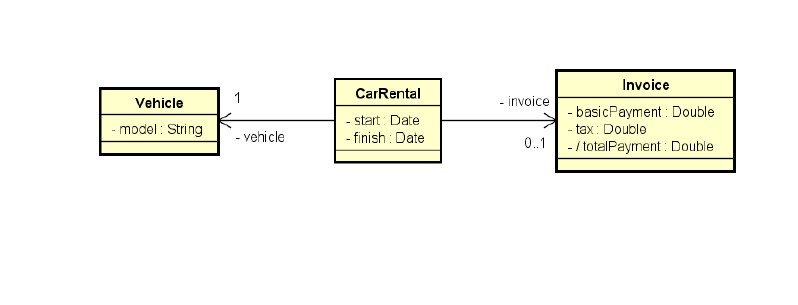 Vehicle
- model : String
1
- vehicle
CarRental
- start : Date
- finish : Date
- invoice
0..1
Invoice
- basicPayment : Double
- tax : Double
- / totalPayment : Double